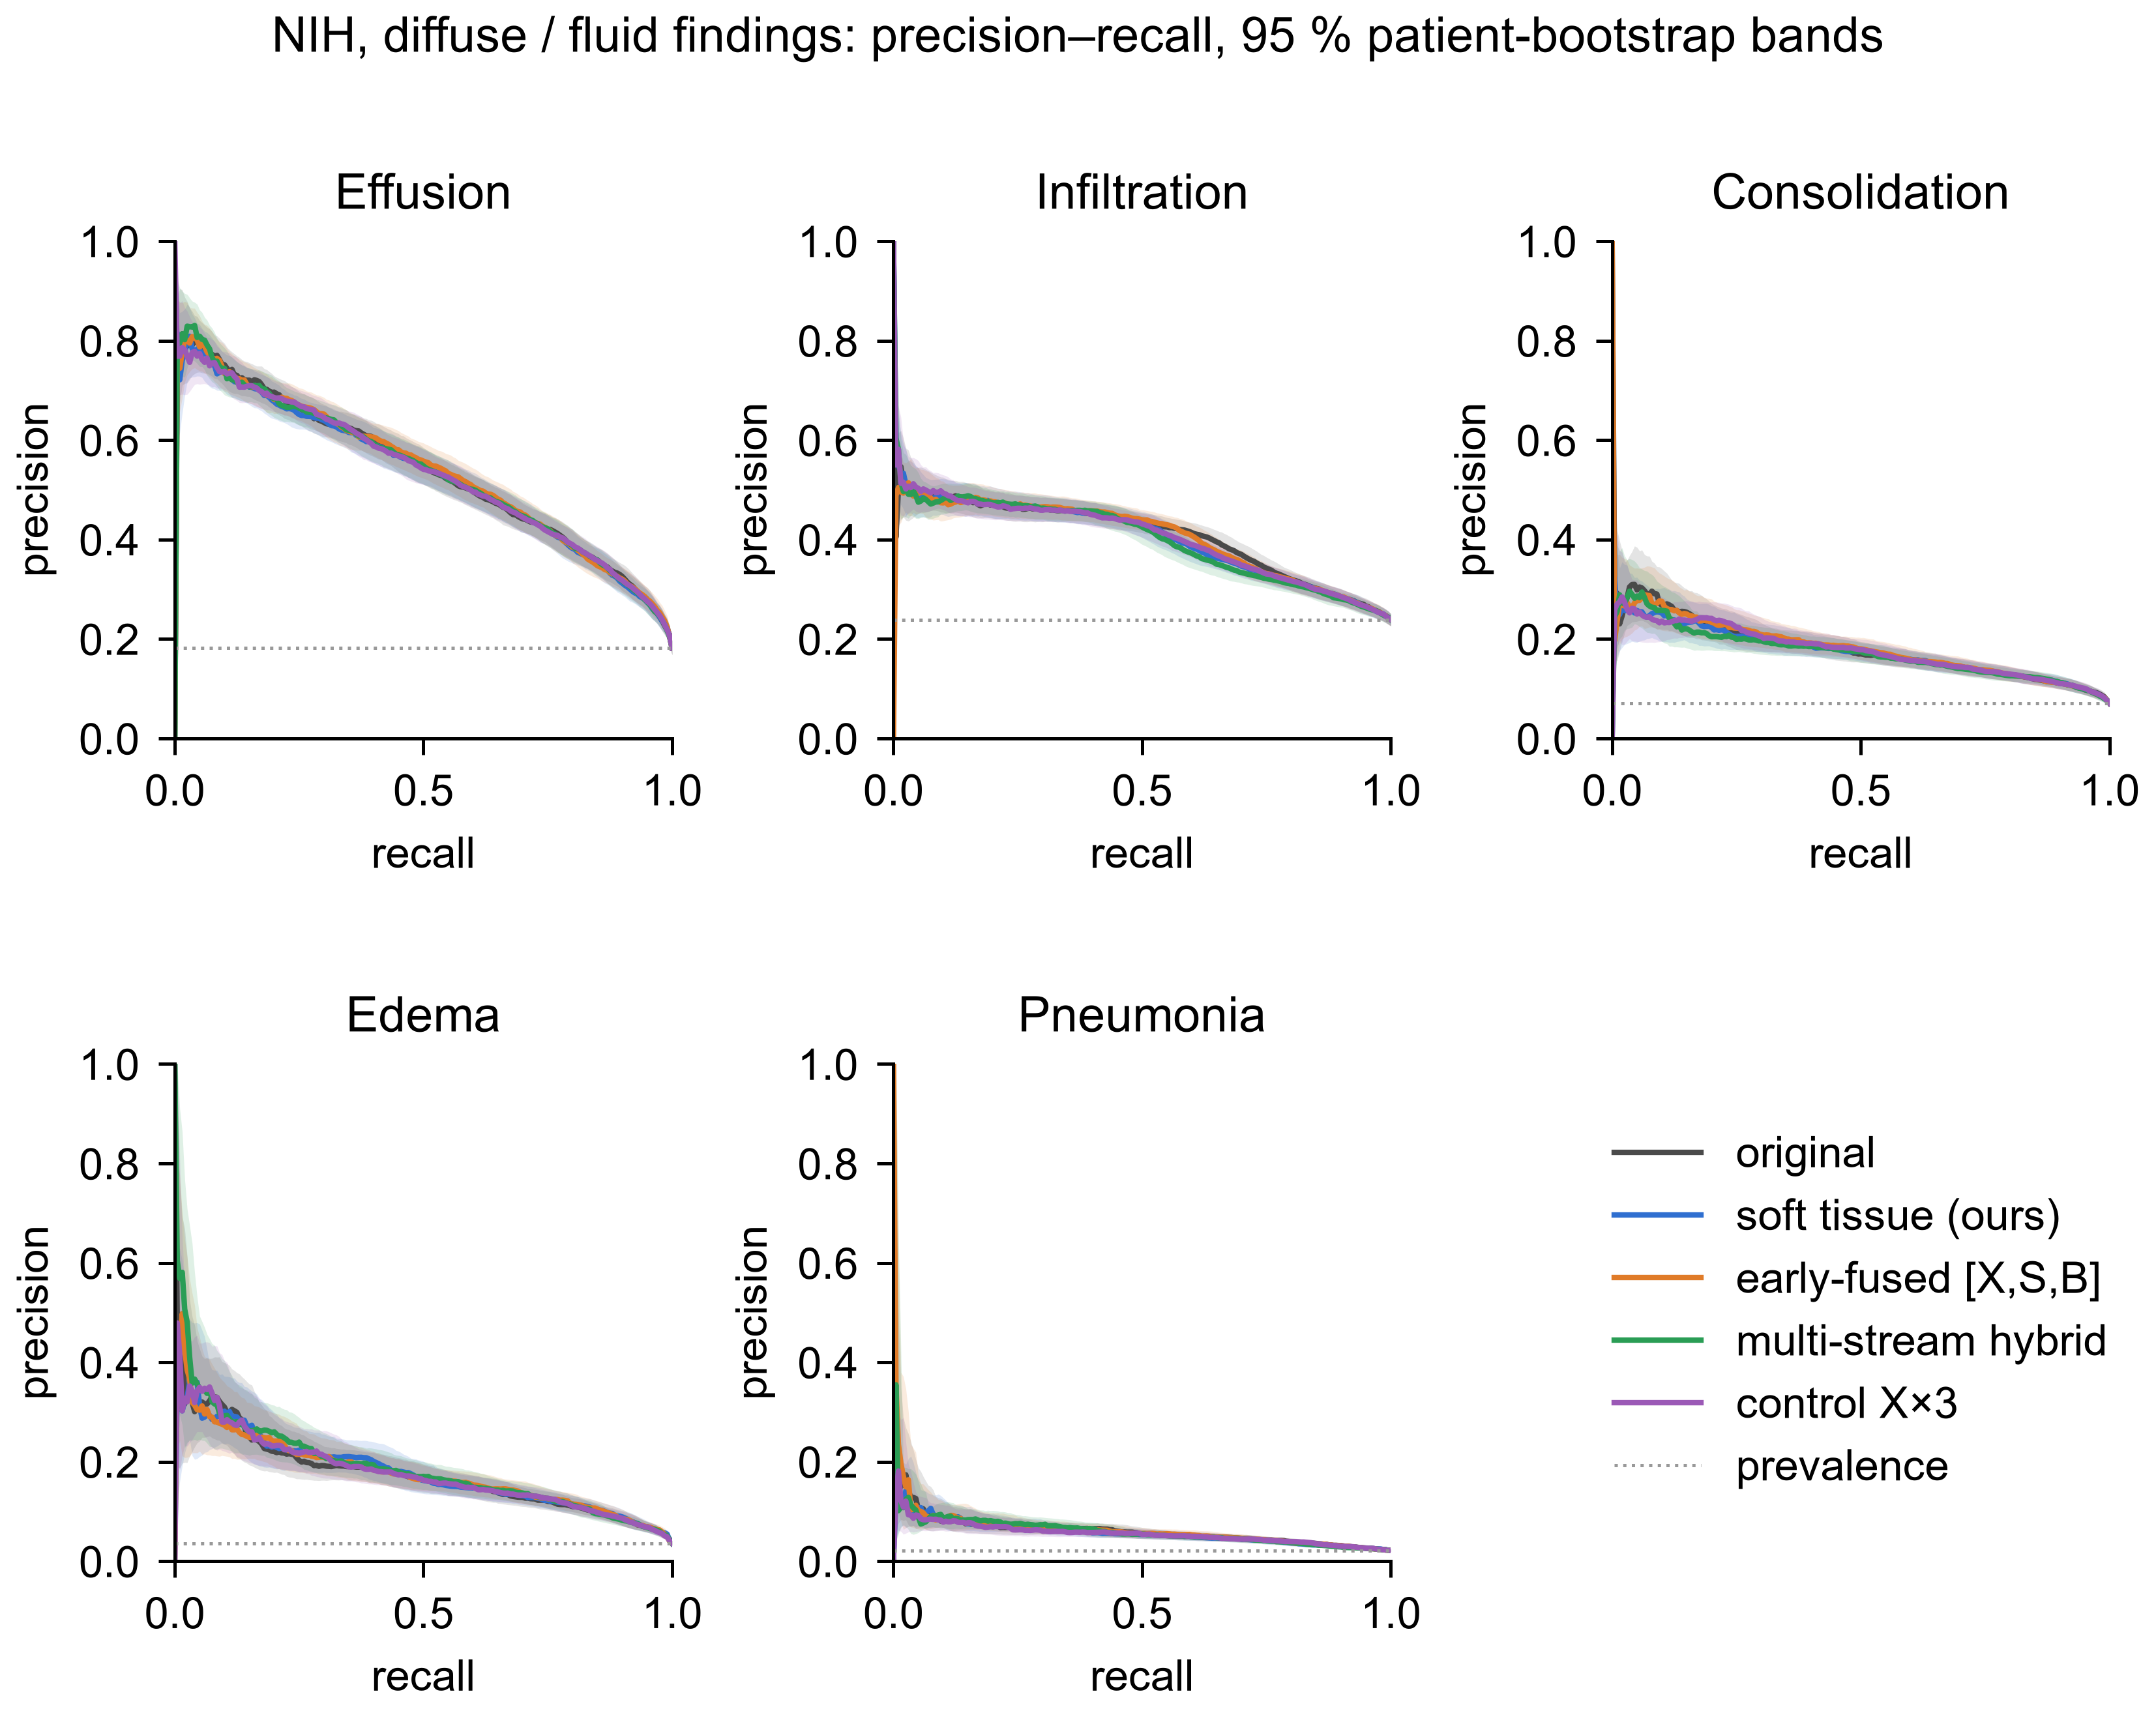 NIH, diffuse / fluid findings: precision–recall, 95 % patient-bootstrap bands
Effusion
1.0
0.8
0.6
0.4
0.2
0.0
precision
0.0 0.5 1.0
recall
Infiltration
1.0
0.8
0.6
0.4
0.2
0.0
precision
0.0 0.5 1.0
recall
Consolidation
1.0
0.8
0.6
0.4
0.2
0.0
precision
0.0 0.5 1.0
recall
Edema
1.0
0.8
0.6
0.4
0.2
0.0
precision
0.0 0.5 1.0
recall
Pneumonia
1.0
0.8
0.6
0.4
0.2
0.0
precision
0.0 0.5 1.0
recall
original
soft tissue (ours)
early-fused [X,S,B]
multi-stream hybrid
control X×3
prevalence